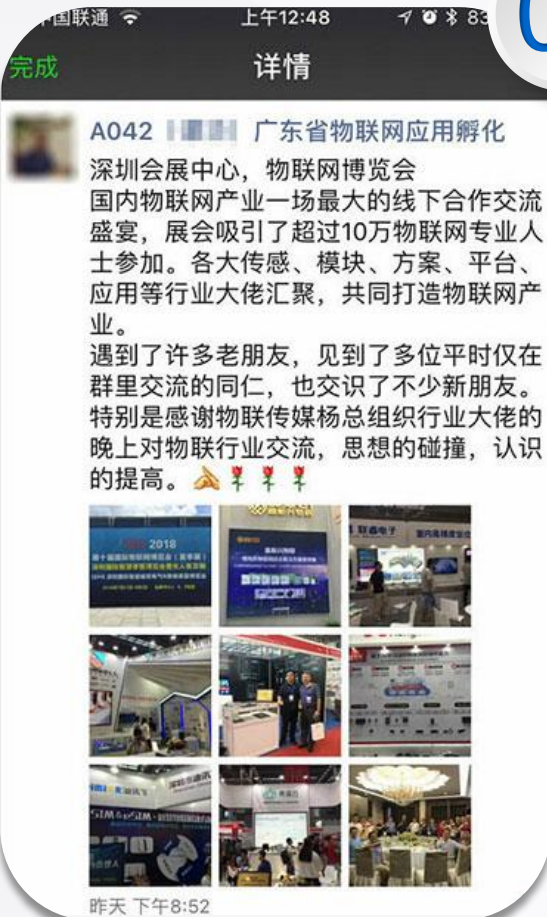 中国联通
上午12:48
83
完成
详情
A042
广东省物联网应用孵化
深圳会展中心，物联网博览会
国内物联网产业一场最大的线下合作交流
盛宴，展会吸引了超过10万物联网专业人
士参加。各大传感、模块、方案、平台、
应用等行业大佬汇聚，共同打造物联网产
业。
遇到了许多老朋友，见到了多位平时仅在
群里交流的同仁，也交识了不少新朋友。
特别是感谢物联传媒杨总组织行业大佬的
晚上对物联行业交流，思想的碰撞，认识
的提高。
2018
联睿电子
昨天 下午8:52